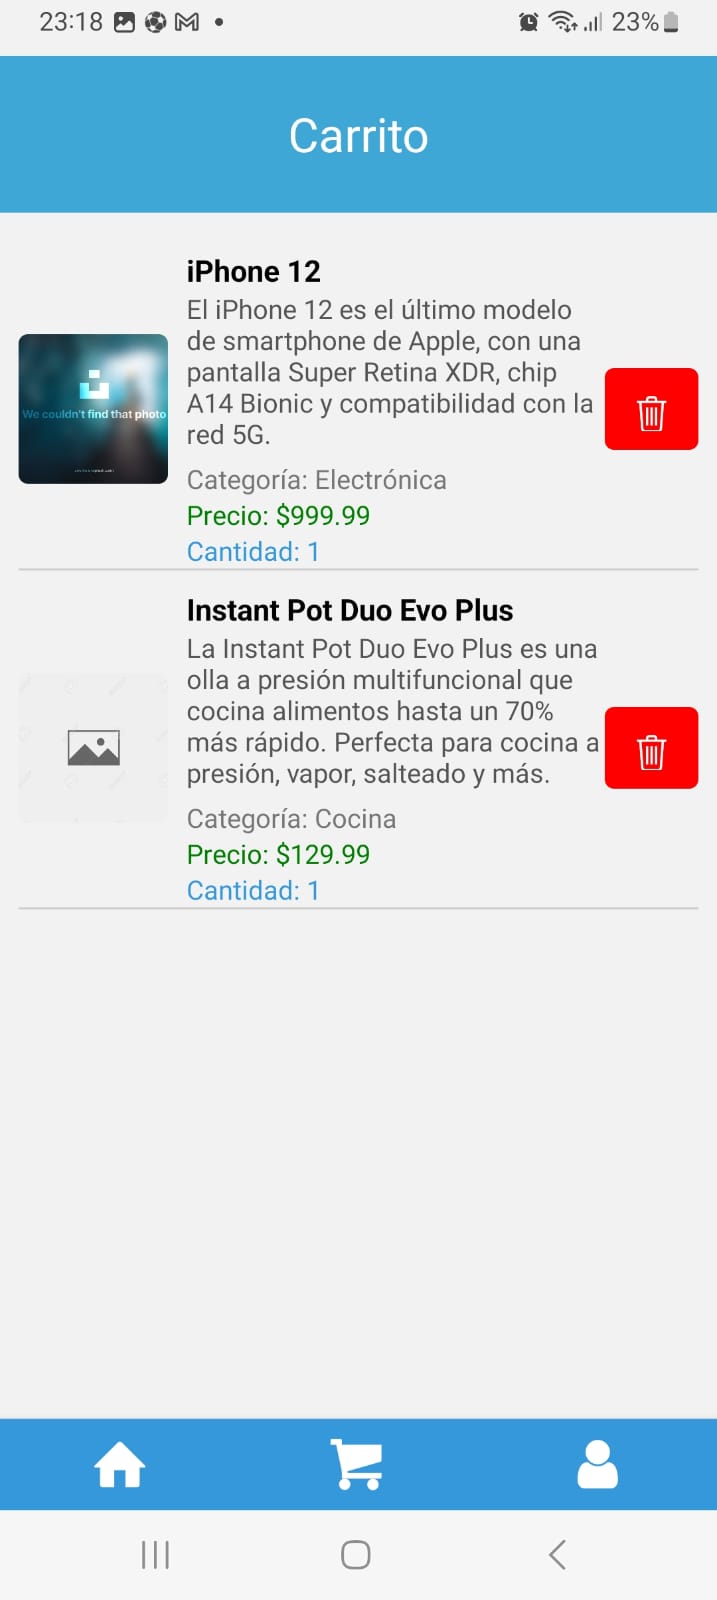 23:18
23%
Carrito
iPhone 12
El iPhone 12 es el último modelo
de smartphone de Apple, con una
pantalla Super Retina XDR, chip
A14 Bionic y compatibilidad con la
red 5G.
We couldn't find that photo
Categoría: Electrónica
Precio: $999.99
Cantidad: 1
Instant Pot Duo Evo Plus
La Instant Pot Duo Evo Plus es una
olla a presión multifuncional que
cocina alimentos hasta un 70%
más rápido. Perfecta para cocina a
presión, vapor, salteado y más.
Categoría: Cocina
Precio: $129.99
Cantidad: 1